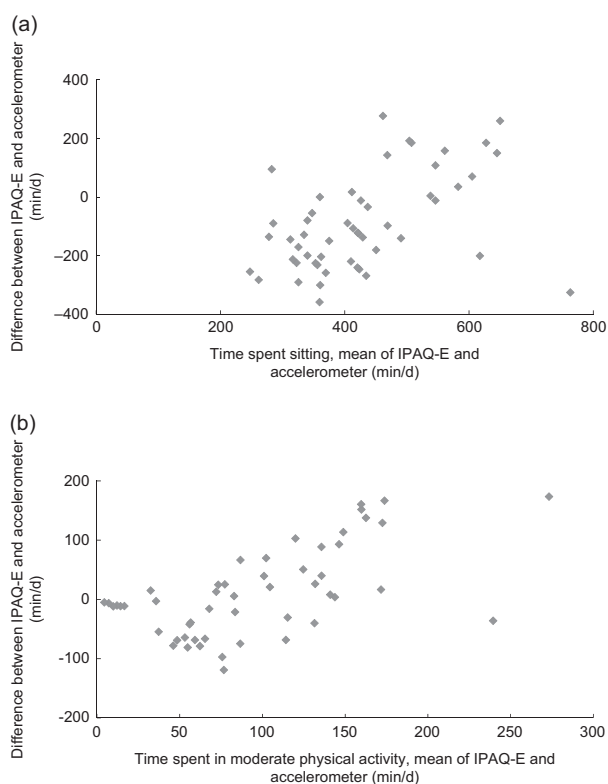 (a)
Difference between IPAQ-E and accelerometer
(min/d)
400
200
0
–200
–400
0
200
400
600
800
Time spent sitting, mean of IPAQ-E and
accelerometer (min/d)
(b)
Difference between IPAQ-E and accelerometer
(min/d)
200
100
0
-100
-200
0
50
100
150
200
250
300
Time spent in moderate physical activity, mean of IPAQ-E and
accelerometer (min/d)